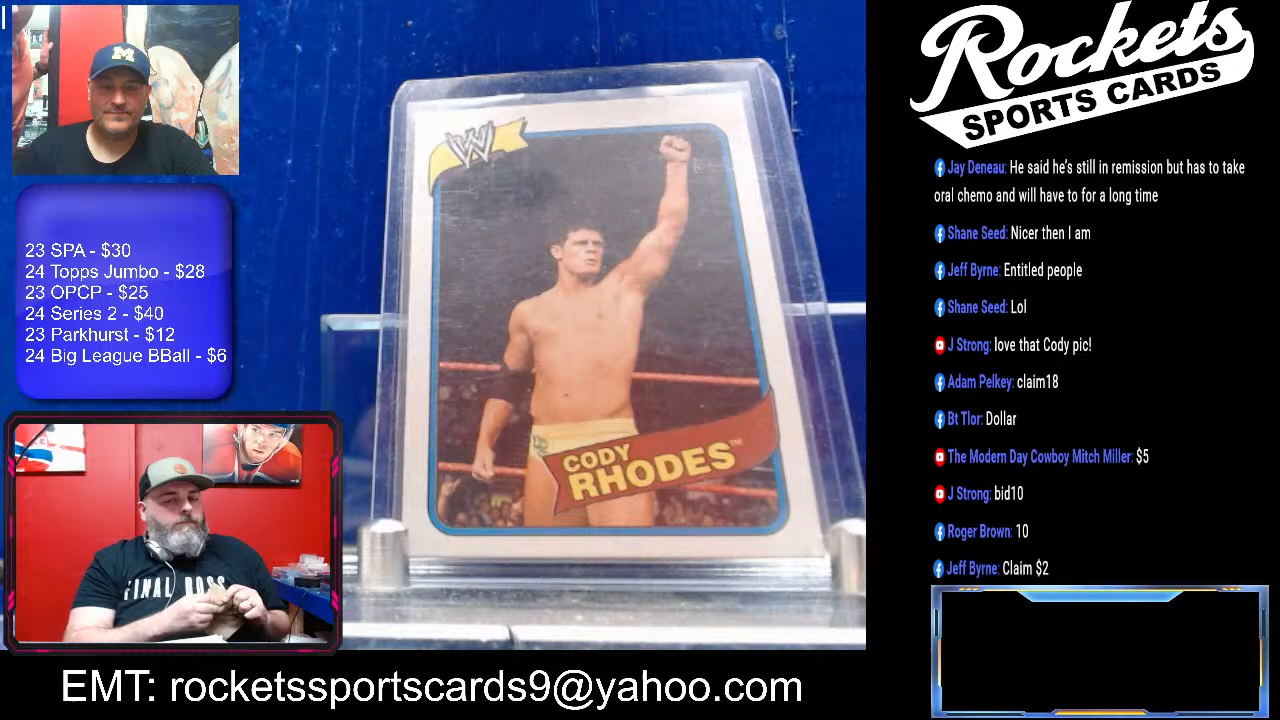 M
23 SPA - $30
24 Topps Jumbo - $28
23 OPCP - $25
24 Series 2 - $40
23 Parkhurst - $12
24 Big League BBall - $6
FINAL BOSS
W
CODY
RHODES™
Rockets
SPORTS CARDS
Jay Deneau: He said he's still in remission but has to take
oral chemo and will have to for a long time
Shane Seed: Nicer then I am
Jeff Byrne: Entitled people
Shane Seed: Lol
J Strong: love that Cody pic!
Adam Pelkey: claim18
Bt Tlor: Dollar
The Modern Day Cowboy Mitch Miller: $5
J Strong: bid10
Roger Brown: 10
Jeff Byrne: Claim $2
EMT: rocketssportscards9@yahoo.com